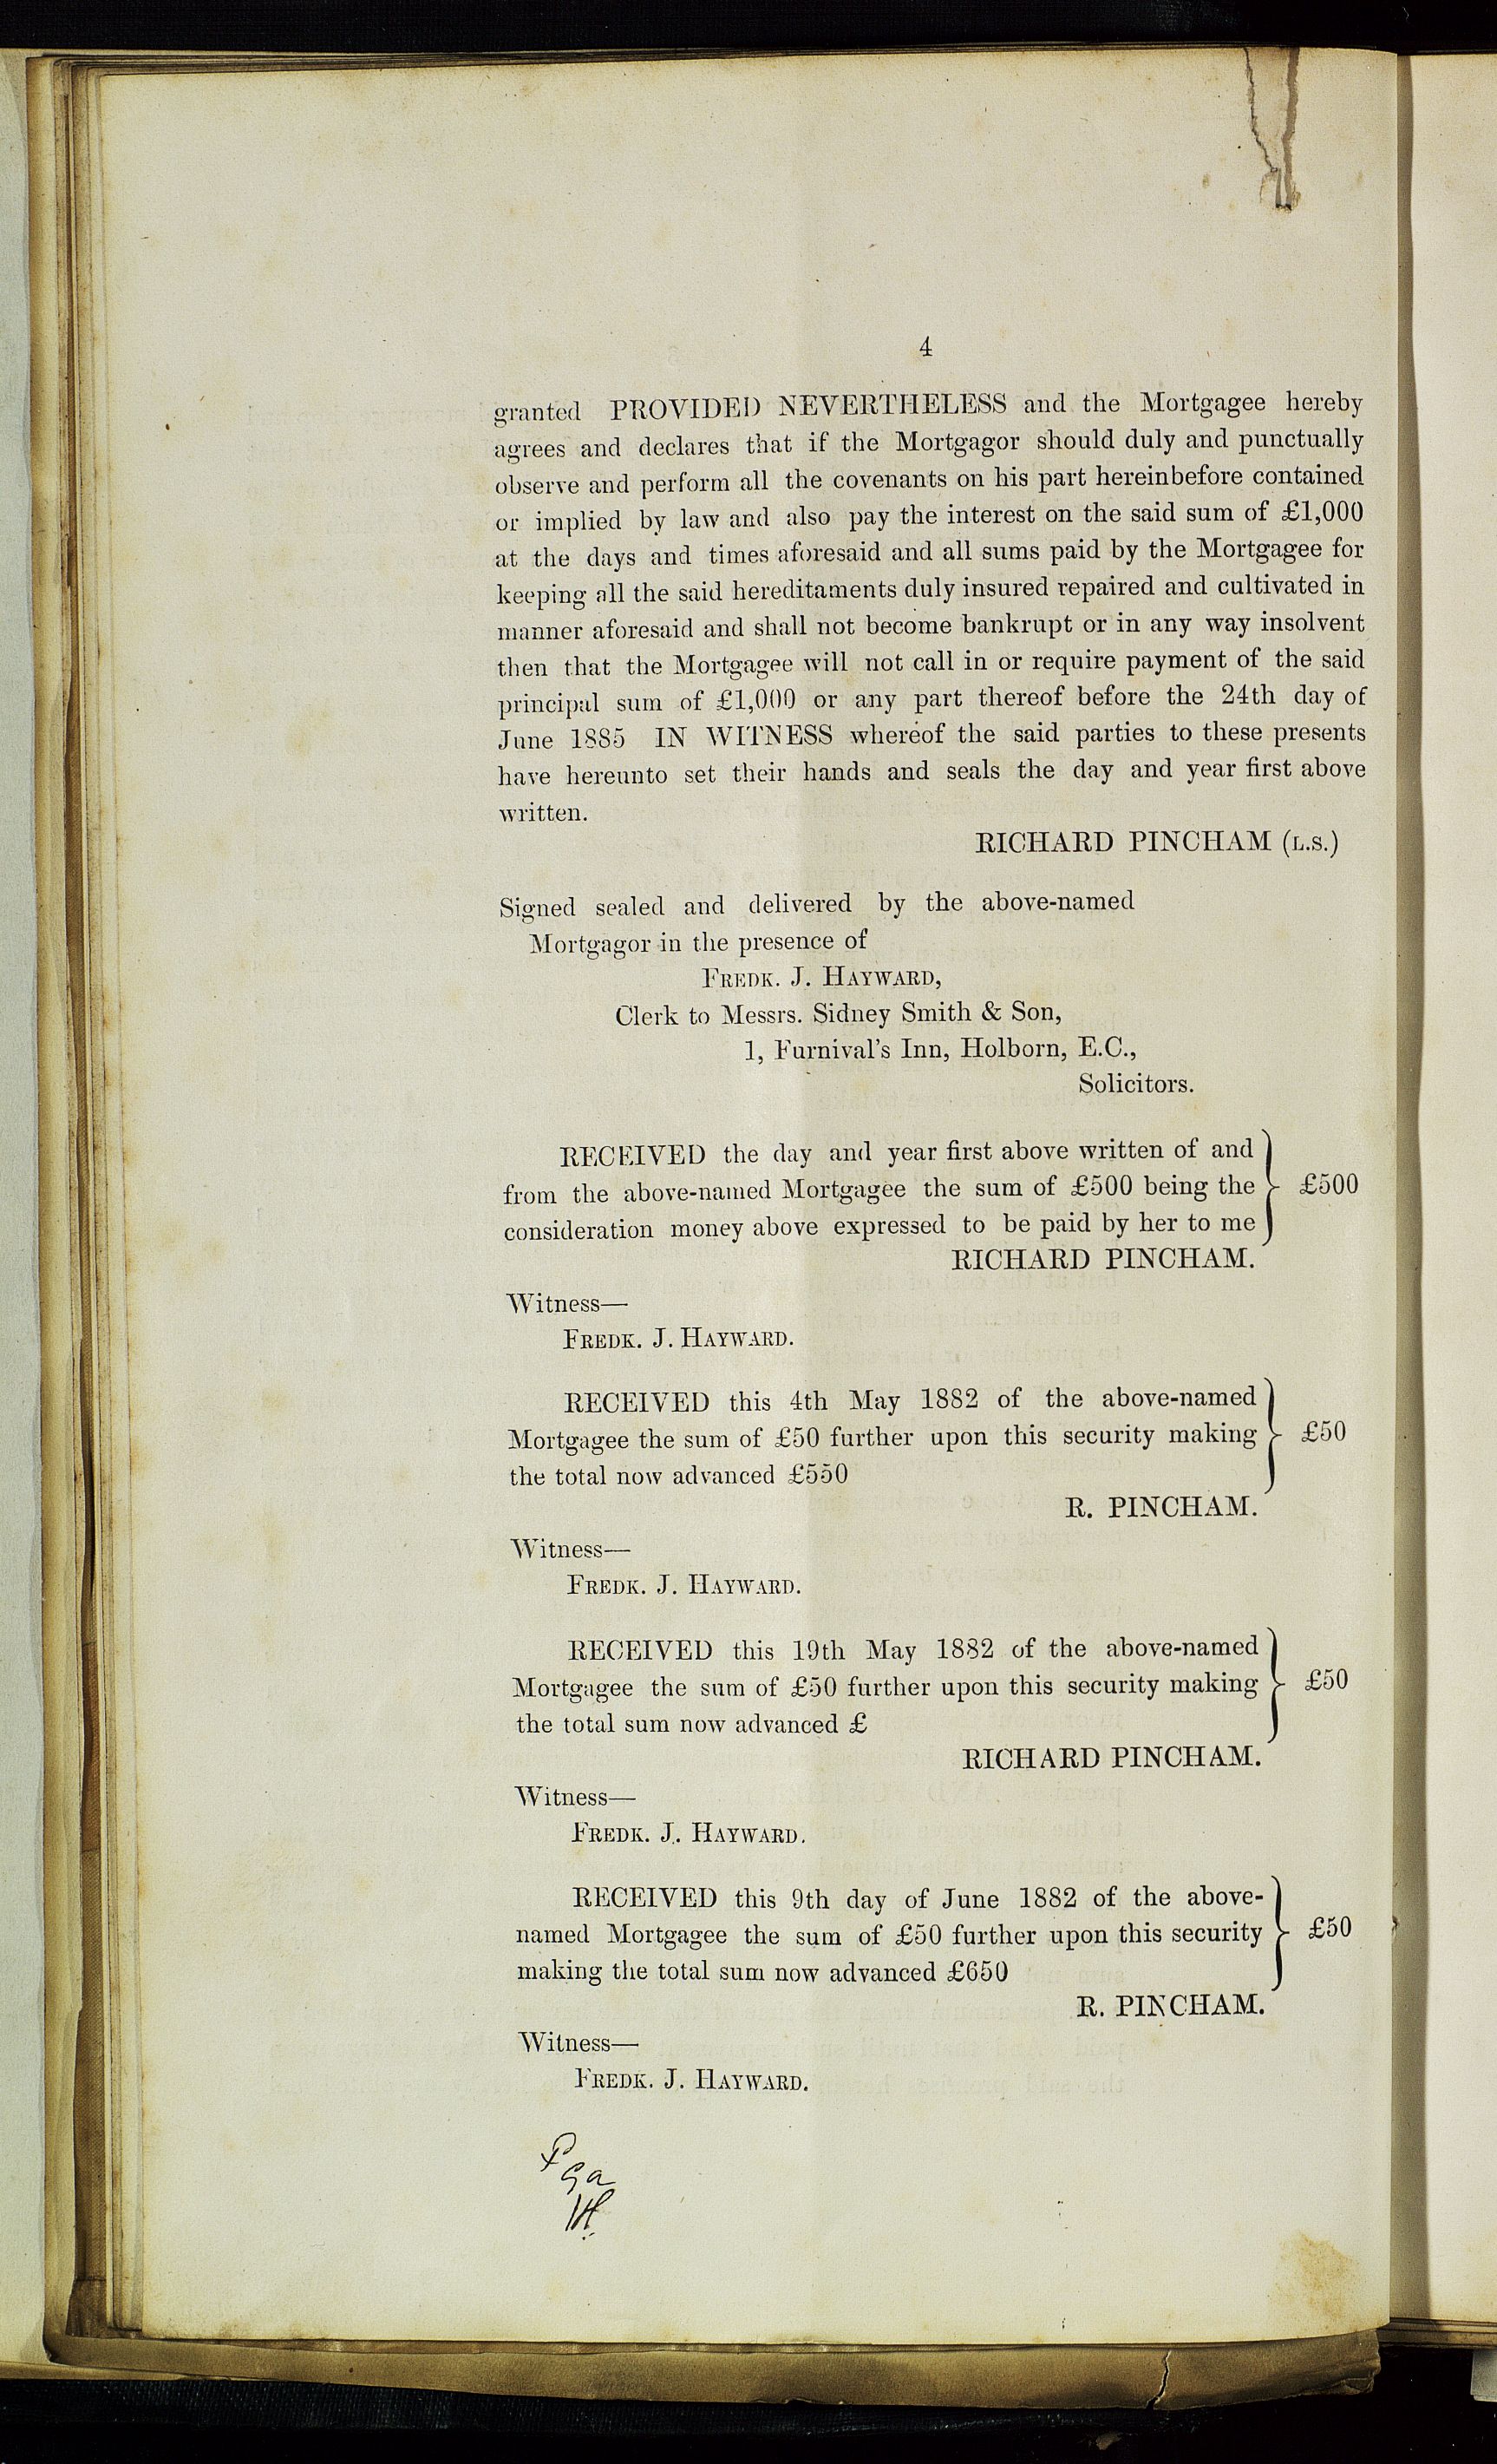 4
granted PROVIDED NEVERTHELESS and the Mortgagee hereby
agrees and declares that if the Mortgagor should duly and punctually
observe and perform all the covenants on his part hereinbefore contained
or implied by law and also pay the interest on the said sum of £1,000
at the days and times aforesaid and all sums paid by the Mortgagee for
keeping all the said hereditaments duly insured repaired and cultivated in
manner aforesaid and shall not become bankrupt or in any way insolvent
then that the Mortgagee will not call in or require payment of the said
principal sum of £1,000 or any part thereof before the 24th day of
June 1885 IN WITNESS whereof the said parties to these presents
have hereunto set their hands and seals the day and year first above
written.
RICHARD PINCHAM (L.S.)
Signed sealed and delivered by the above-named
Mortgagor in the presence of
FREDK. J. HAYWARD,
Clerk to Messrs. Sidney Smith & Son,
1, Furnival's Inn, Holborn, E.C.,
Solicitors.
RECEIVED the day and year first above written of and
from the above-named Mortgagee the sum of £500 being the £500
consideration money above expressed to be paid by her to me
RICHARD PINCHAM.
Witness—
FREDK. J. HAYWARD.
RECEIVED this 4th May 1882 of the above-named
Mortgagee the sum of £50 further upon this security making £50
the total now advanced £550
R. PINCHAM.
Witness—
FREDK. J. HAYWARD.
RECEIVED this 19th May 1882 of the above-named
Mortgagee the sum of £50 further upon this security making £50
the total sum now advanced £
RICHARD PINCHAM.
Witness—
FREDK. J. HAYWARD.
RECEIVED this 9th day of June 1882 of the above-
named Mortgagee the sum of £50 further upon this security £50
making the total sum now advanced £650
R. PINCHAM.
Witness—
FREDK. J. HAYWARD.